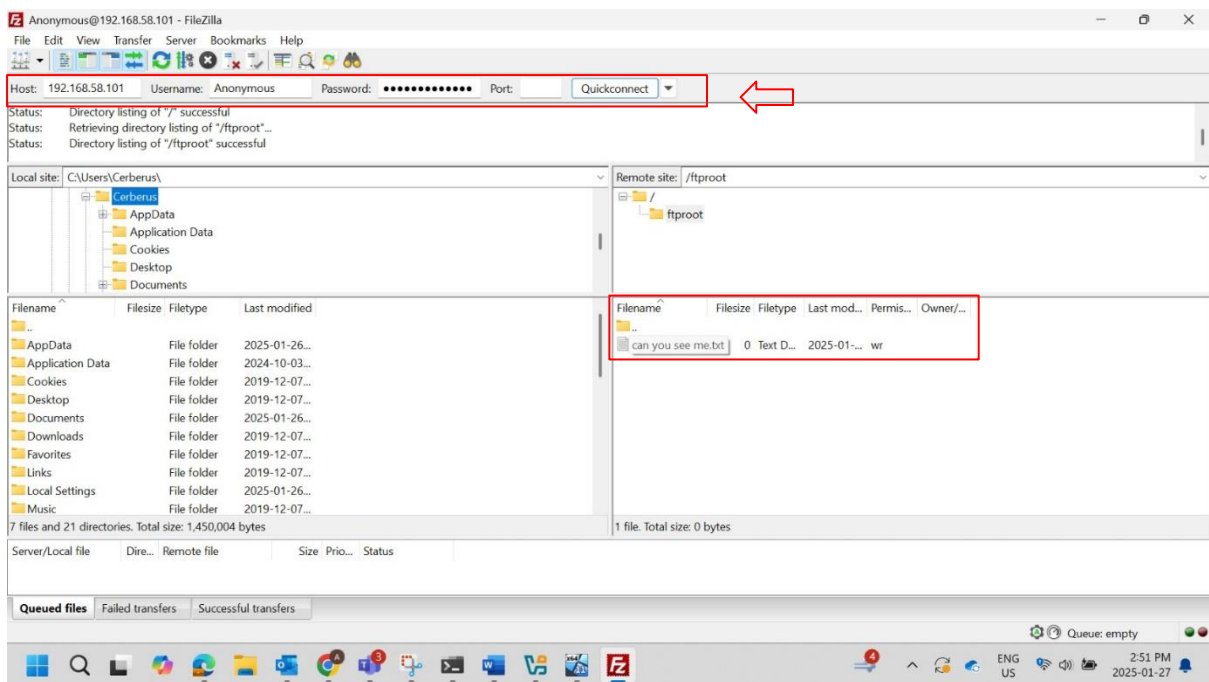 Anonymous@192.168.58.101 - FileZilla
File Edit View Transfer Server Bookmarks Help
Host: 192.168.58.101 Username: Anonymous Password: ●●●●●●●●●●●●● Port: Quickconnect
Status: Directory listing of "/" successful
Status: Retrieving directory listing of "/ftproot"...
Status: Directory listing of "/ftproot" successful
Local site: C:\Users\Cerberus\
Cerberus
AppData
Application Data
Cookies
Desktop
Documents
Remote site: /ftproot
/
ftproot
Filename Filesize Filetype Last modified
..
AppData File folder 2025-01-26...
Application Data File folder 2024-10-03...
Cookies File folder 2019-12-07...
Desktop File folder 2019-12-07...
Documents File folder 2025-01-26...
Downloads File folder 2019-12-07...
Favorites File folder 2019-12-07...
Links File folder 2019-12-07...
Local Settings File folder 2025-01-26...
Music File folder 2019-12-07...
7 files and 21 directories. Total size: 1,450,004 bytes
Filename Filesize Filetype Last mod... Permis... Owner/...
..
can you see me.txt 0 Text D... 2025-01-... wr
1 file. Total size: 0 bytes
Server/Local file Dire... Remote file Size Prio... Status
Queued files Failed transfers Successful transfers
Queue: empty
ENG
US
2:51 PM
2025-01-27